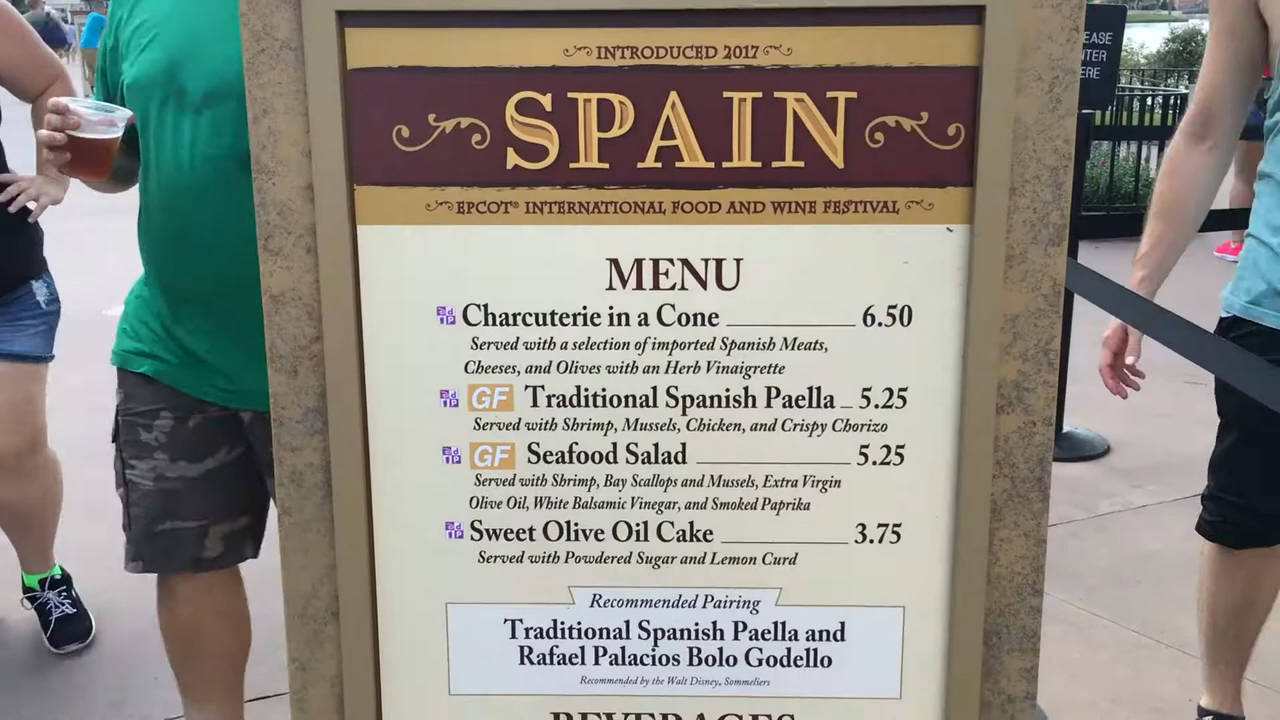 INTRODUCED 2017
SPAIN
EPCOT® INTERNATIONAL FOOD AND WINE FESTIVAL
MENU
Charcuterie in a Cone 6.50
Served with a selection of imported Spanish Meats,
Cheeses, and Olives with an Herb Vinaigrette
GF Traditional Spanish Paella 5.25
Served with Shrimp, Mussels, Chicken, and Crispy Chorizo
GF Seafood Salad 5.25
Served with Shrimp, Bay Scallops and Mussels, Extra Virgin
Olive Oil, White Balsamic Vinegar, and Smoked Paprika
Sweet Olive Oil Cake 3.75
Served with Powdered Sugar and Lemon Curd
Recommended Pairing
Traditional Spanish Paella and
Rafael Palacios Bolo Godello
Recommended by the Walt Disney, Sommeliers
BEVERAGES
EASE
NTER
ERE